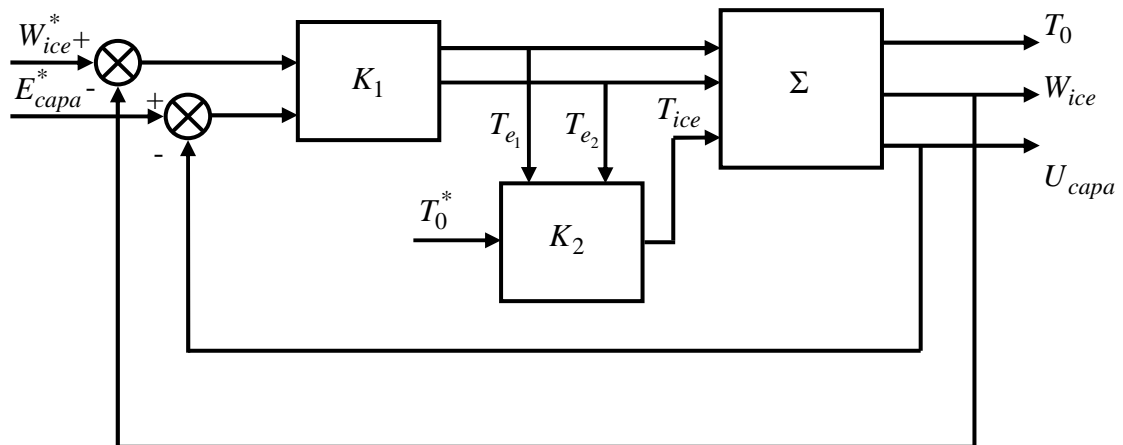 W*ice + T0
E*capa - + K1 Σ Wice
Te1 Te2 Tice
- Ucapa
T*0 K2